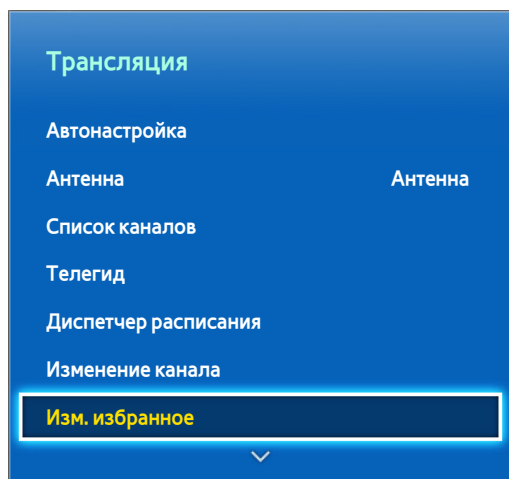 Трансляция
Автонастройка
Антенна Антенна
Список каналов
Телегид
Диспетчер расписания
Изменение канала
Изм. избранное